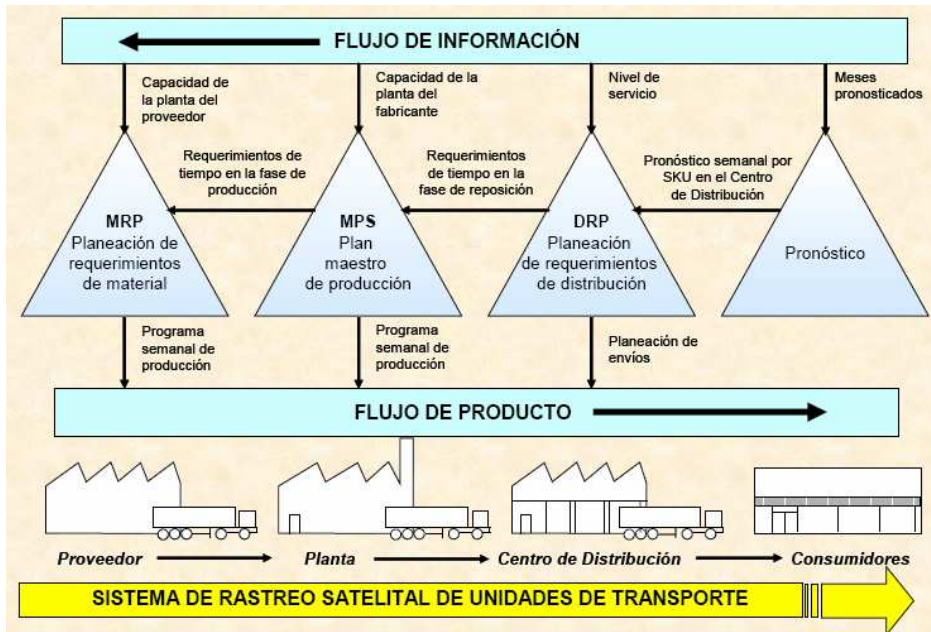 FLUJO DE INFORMACIÓN
Capacidad de
la planta del
proveedor
Capacidad de la
planta del
fabricante
Nivel de
servicio
Meses
pronosticados
Requerimientos de
tiempo en la fase de
producción
Requerimientos
de tiempo en la
fase de reposición
Pronóstico semanal por
SKU en el Centro
de Distribución
MRP
Planeación de
requerimientos
de material
MPS
Plan
maestro
de producción
DRP
Planeación
de requerimientos
de distribución
Pronóstico
Programa
semanal de
producción
Programa
semanal de
producción
Planeación de
envíos
FLUJO DE PRODUCTO
Proveedor
Planta
Centro de Distribución
Consumidores
SISTEMA DE RASTREO SATELITAL DE UNIDADES DE TRANSPORTE